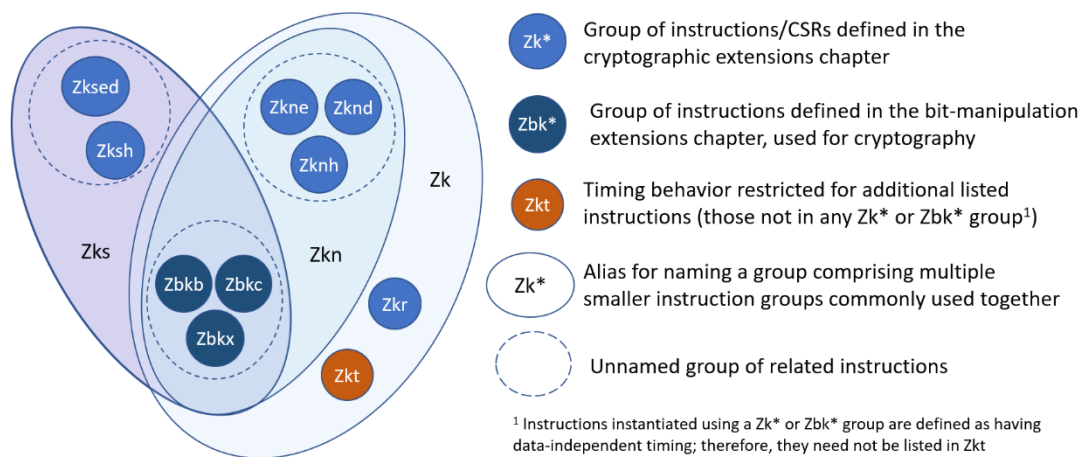 Zksed
Zksh
Zkne
Zknd
Zknh
Zk
Zks
Zkn
Zbkb
Zbkc
Zbkx
Zkr
Zkt
Zk*
Group of instructions/CSRs defined in the
cryptographic extensions chapter
Zbk*
Group of instructions defined in the bit-manipulation
extensions chapter, used for cryptography
Zkt
Timing behavior restricted for additional listed
instructions (those not in any Zk* or Zbk* group¹)
Zk*
Alias for naming a group comprising multiple
smaller instruction groups commonly used together
Unnamed group of related instructions
¹ Instructions instantiated using a Zk* or Zbk* group are defined as having
data-independent timing; therefore, they need not be listed in Zkt